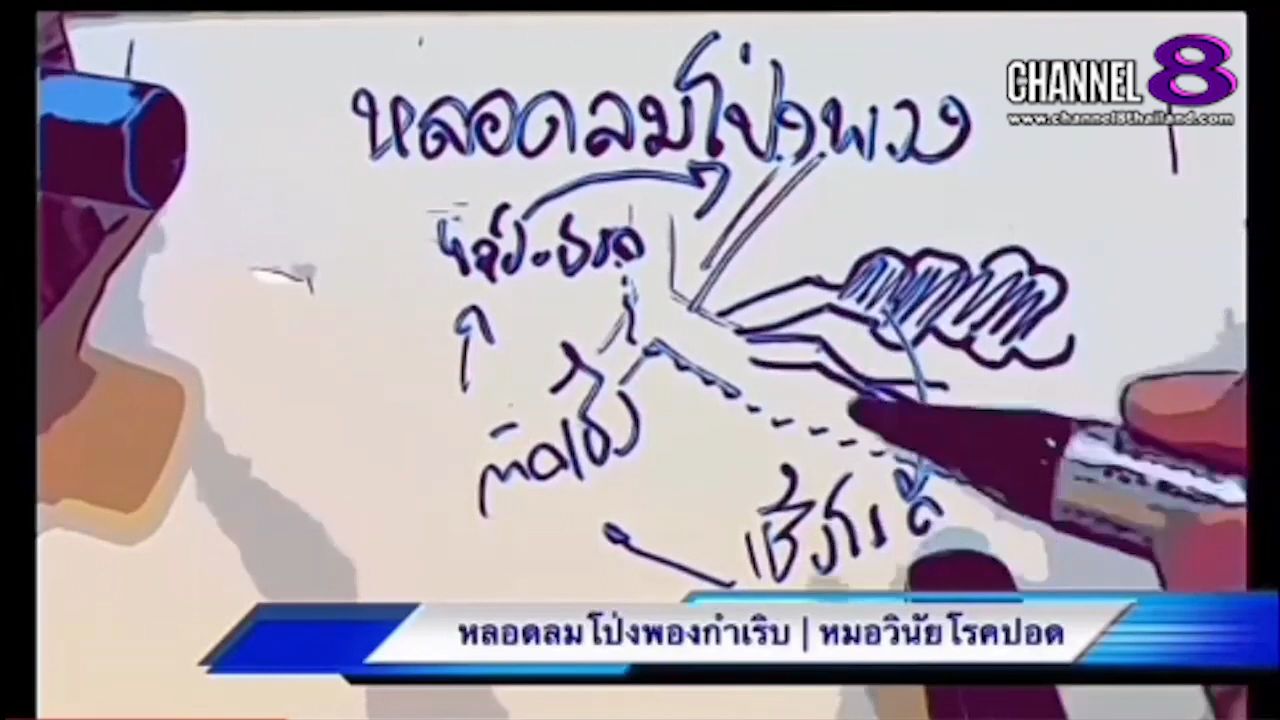 CHANNEL 8
www.channel8thailand.com
หลอดลมโป่งพอง
ติดเชื้อ
หลอดลมโป่งพองกำเริบ | หมอวินัยโรคปอด